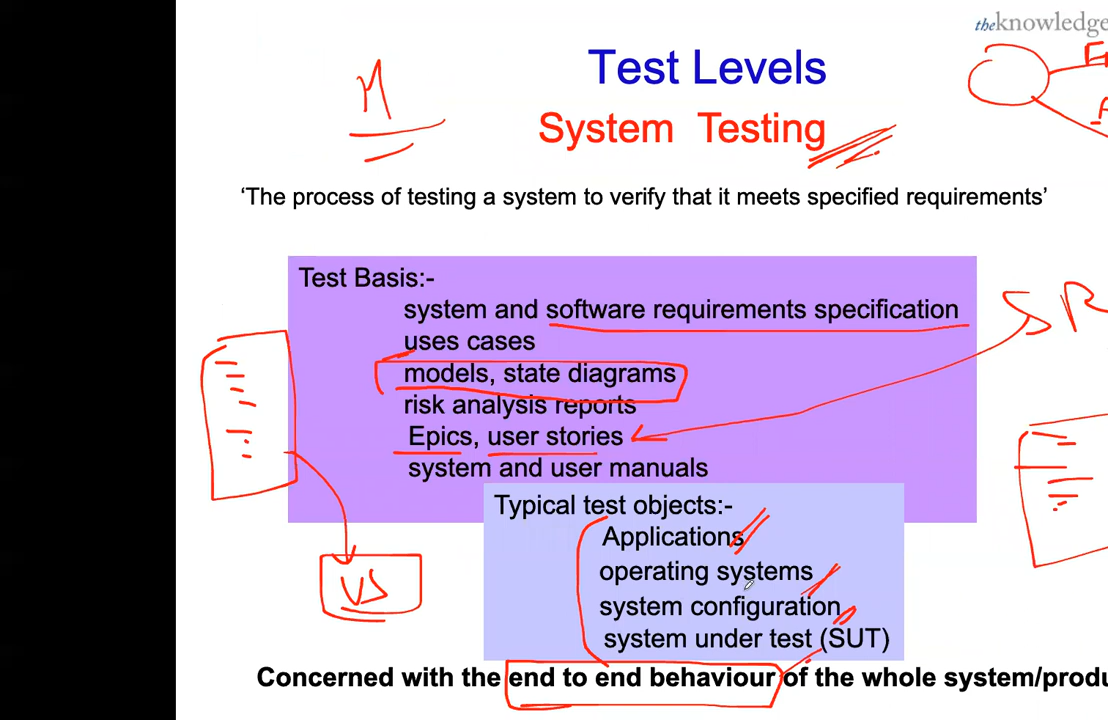 theknowledge
Test Levels
M
System Testing
'The process of testing a system to verify that it meets specified requirements'
Test Basis:-
system and software requirements specification
SR
uses cases
models, state diagrams
risk analysis reports
Epics, user stories
system and user manuals
Typical test objects:-
Applications
operating systems
US
system configuration
system under test (SUT)
Concerned with the end to end behaviour of the whole system/produ